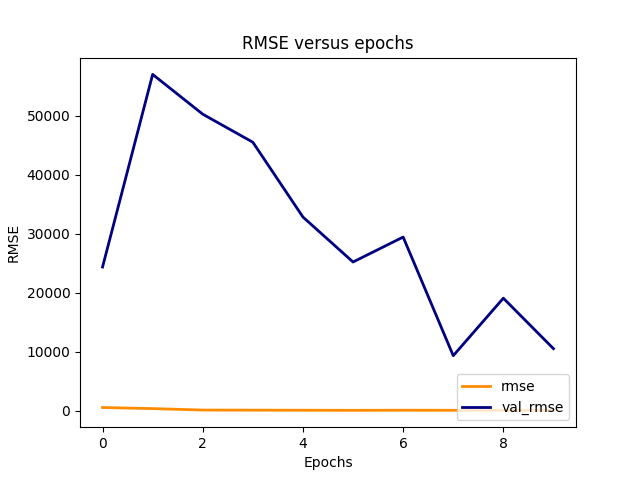 RMSE versus epochs
RMSE
50000
40000
30000
20000
10000
0
0 2 4 6 8
Epochs
rmse
val_rmse